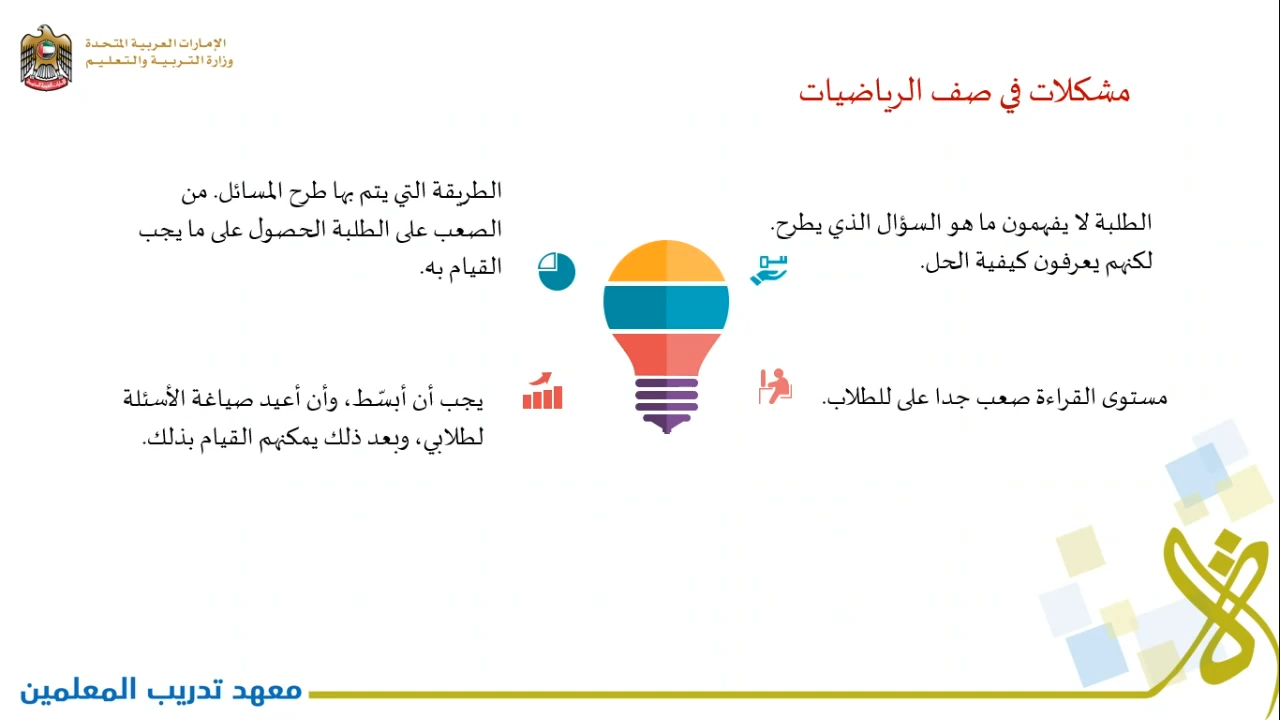 الإمارات العربية المتحدة
وزارة التربية والتعليم
مشكلات في صف الرياضيات
الطلبة لا يفهمون ما هو السؤال الذي يطرح.
لكنهم يعرفون كيفية الحل.
الطريقة التي يتم بها طرح المسائل. من
الصعب على الطلبة الحصول على ما يجب
القيام به.
مستوى القراءة صعب جدا على للطلاب.
يجب أن أبسّط، وأن أعيد صياغة الأسئلة
لطلابي، وبعد ذلك يمكنهم القيام بذلك.
معهد تدريب المعلمين